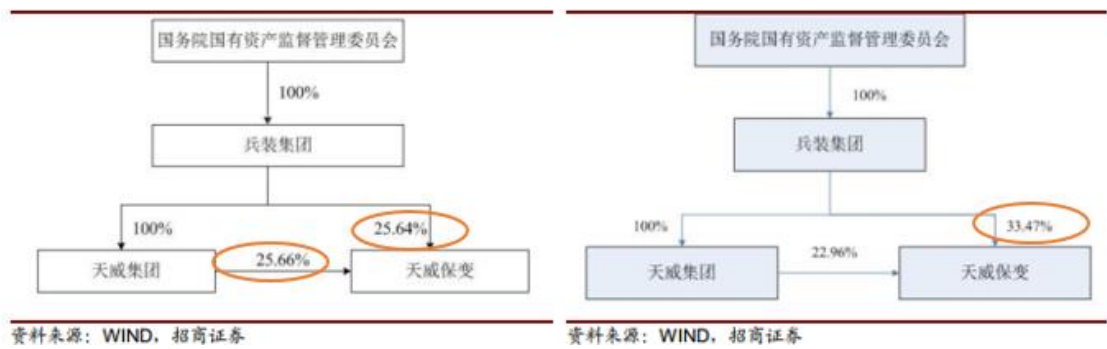 国务院国有资产监督管理委员会
100%
兵装集团
100%
25.64%
天威集团
25.66%
天威保变
资料来源：WIND，招商证券
国务院国有资产监督管理委员会
100%
兵装集团
100%
33.47%
天威集团
22.96%
天威保变
资料来源：WIND，招商证券